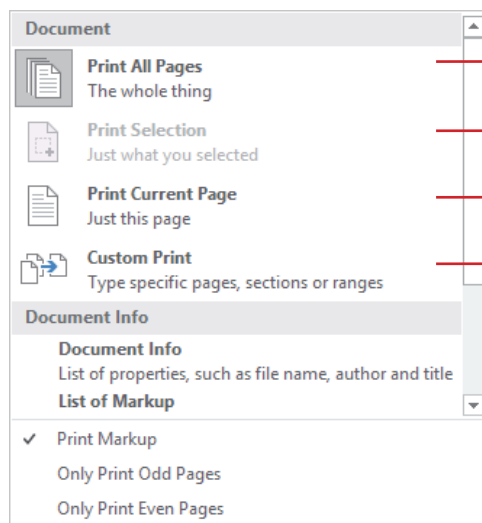 Document
Print All Pages
The whole thing
Print Selection
Just what you selected
Print Current Page
Just this page
Custom Print
Type specific pages, sections or ranges
Document Info
Document Info
List of properties, such as file name, author and title
List of Markup
Print Markup
Only Print Odd Pages
Only Print Even Pages